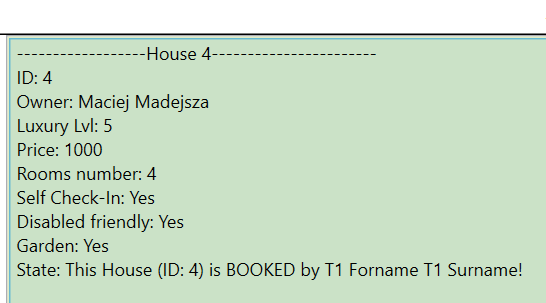 ------------------House 4-----------------------
ID: 4
Owner: Maciej Madejsza
Luxury Lvl: 5
Price: 1000
Rooms number: 4
Self Check-In: Yes
Disabled friendly: Yes
Garden: Yes
State: This House (ID: 4) is BOOKED by T1 Forname T1 Surname!